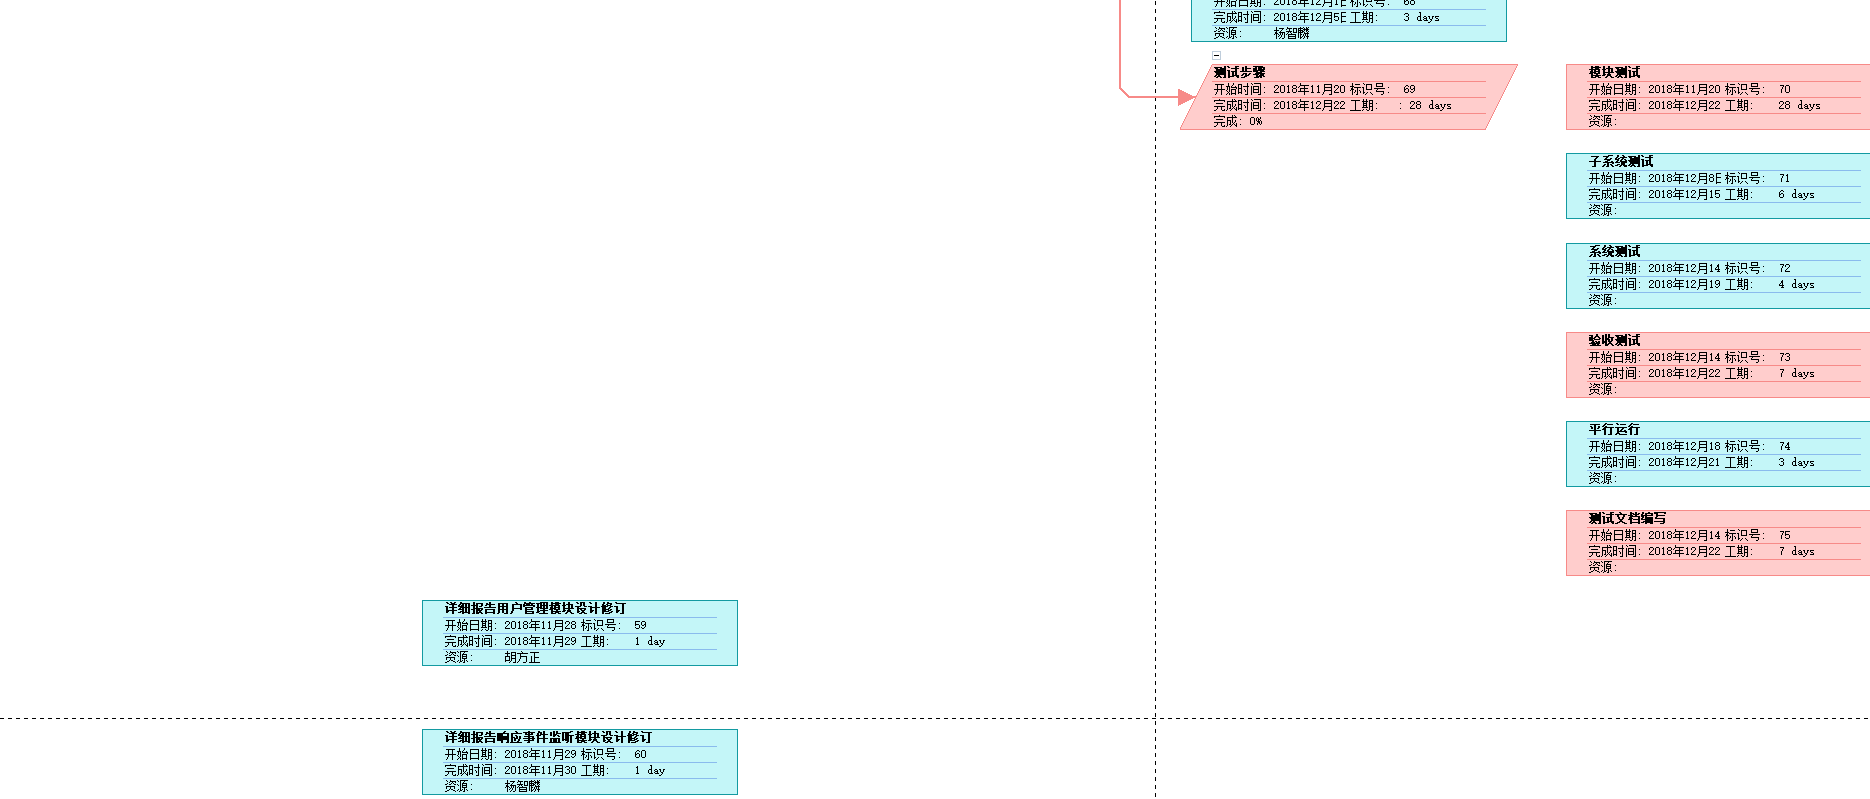 开始日期: 2018年12月1日 标识号: 68
完成时间: 2018年12月5日 工期: 3 days
资源: 杨智麟
测试步骤
开始时间: 2018年11月20 标识号: 69
完成时间: 2018年12月22 工期: : 28 days
完成: 0%
模块测试
开始日期: 2018年11月20 标识号: 70
完成时间: 2018年12月22 工期: 28 days
资源:
子系统测试
开始日期: 2018年12月8日 标识号: 71
完成时间: 2018年12月15 工期: 6 days
资源:
系统测试
开始日期: 2018年12月14 标识号: 72
完成时间: 2018年12月19 工期: 4 days
资源:
验收测试
开始日期: 2018年12月14 标识号: 73
完成时间: 2018年12月22 工期: 7 days
资源:
平行运行
开始日期: 2018年12月18 标识号: 74
完成时间: 2018年12月21 工期: 3 days
资源:
测试文档编写
开始日期: 2018年12月14 标识号: 75
完成时间: 2018年12月22 工期: 7 days
资源:
详细报告用户管理模块设计修订
开始日期: 2018年11月28 标识号: 59
完成时间: 2018年11月29 工期: 1 day
资源: 胡方正
详细报告响应事件监听模块设计修订
开始日期: 2018年11月29 标识号: 60
完成时间: 2018年11月30 工期: 1 day
资源: 杨智麟